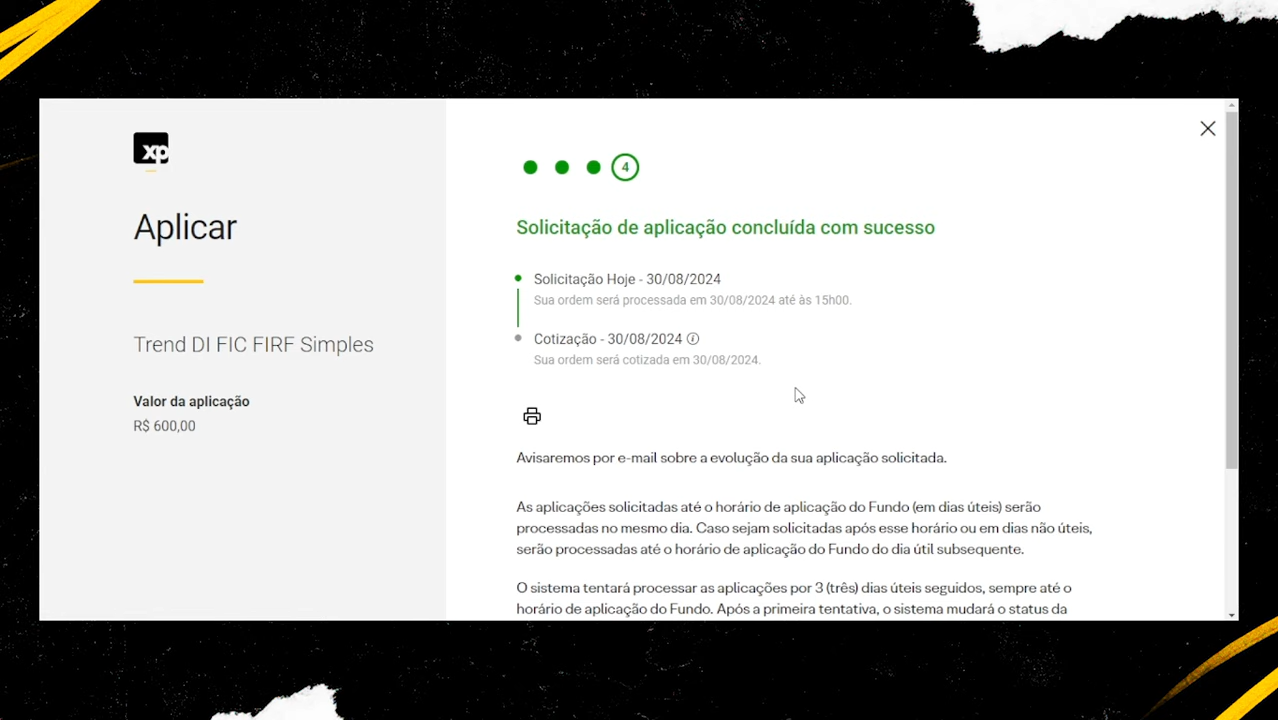 xp
Aplicar
Trend DI FIC FIRF Simples
Valor da aplicação
R$ 600,00
4
Solicitação de aplicação concluída com sucesso
Solicitação Hoje - 30/08/2024
Sua ordem será processada em 30/08/2024 até às 15h00.
Cotização - 30/08/2024
Sua ordem será cotizada em 30/08/2024.
Avisaremos por e-mail sobre a evolução da sua aplicação solicitada.
As aplicações solicitadas até o horário de aplicação do Fundo (em dias úteis) serão
processadas no mesmo dia. Caso sejam solicitadas após esse horário ou em dias não úteis,
serão processadas até o horário de aplicação do Fundo do dia útil subsequente.
O sistema tentará processar as aplicações por 3 (três) dias úteis seguidos, sempre até o
horário de aplicação do Fundo. Após a primeira tentativa, o sistema mudará o status da